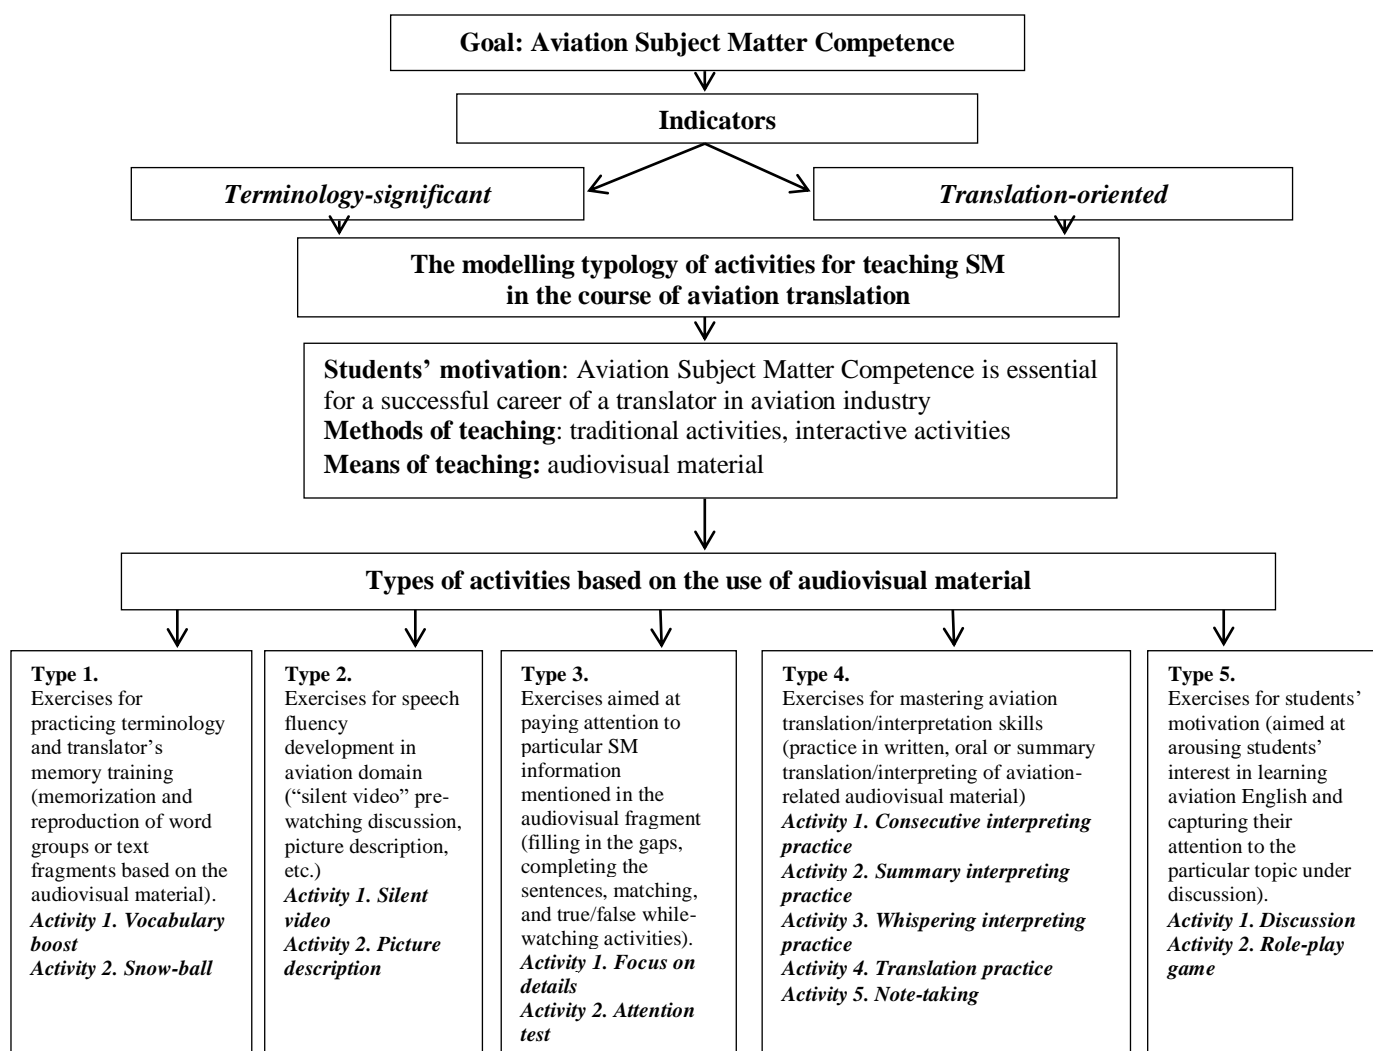 Goal: Aviation Subject Matter Competence
Indicators
Terminology-significant
Translation-oriented
The modelling typology of activities for teaching SM
in the course of aviation translation
Students’ motivation: Aviation Subject Matter Competence is essential
for a successful career of a translator in aviation industry
Methods of teaching: traditional activities, interactive activities
Means of teaching: audiovisual material
Types of activities based on the use of audiovisual material
Type 1.
Exercises for
practicing terminology
and translator’s
memory training
(memorization and
reproduction of word
groups or text
fragments based on the
audiovisual material).
Activity 1. Vocabulary
boost
Activity 2. Snow-ball
Type 2.
Exercises for speech
fluency
development in
aviation domain
(“silent video” pre-
watching discussion,
picture description,
etc.)
Activity 1. Silent
video
Activity 2. Picture
description
Type 3.
Exercises aimed at
paying attention to
particular SM
information
mentioned in the
audiovisual fragment
(filling in the gaps,
completing the
sentences, matching,
and true/false while-
watching activities).
Activity 1. Focus on
details
Activity 2. Attention
test
Type 4.
Exercises for mastering aviation
translation/interpretation skills
(practice in written, oral or summary
translation/interpreting of aviation-
related audiovisual material)
Activity 1. Consecutive interpreting
practice
Activity 2. Summary interpreting
practice
Activity 3. Whispering interpreting
practice
Activity 4. Translation practice
Activity 5. Note-taking
Type 5.
Exercises for students’
motivation (aimed at
arousing students’
interest in learning
aviation English and
capturing their
attention to the
particular topic under
discussion).
Activity 1. Discussion
Activity 2. Role-play
game